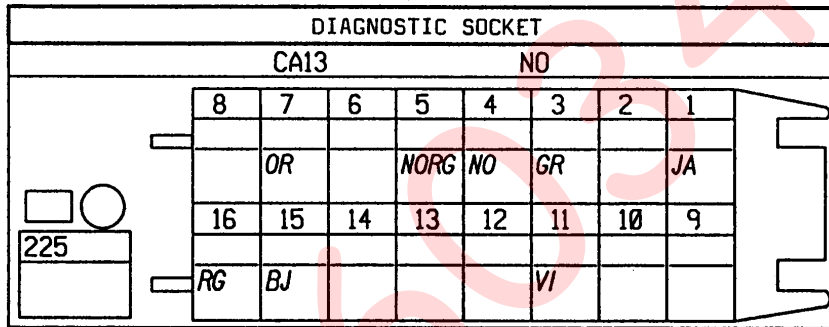 DIAGNOSTIC SOCKET
CA13 NO
8 7 6 5 4 3 2 1
OR NORG NO GR JA
16 15 14 13 12 11 10 9
225
RG BJ VI
6034